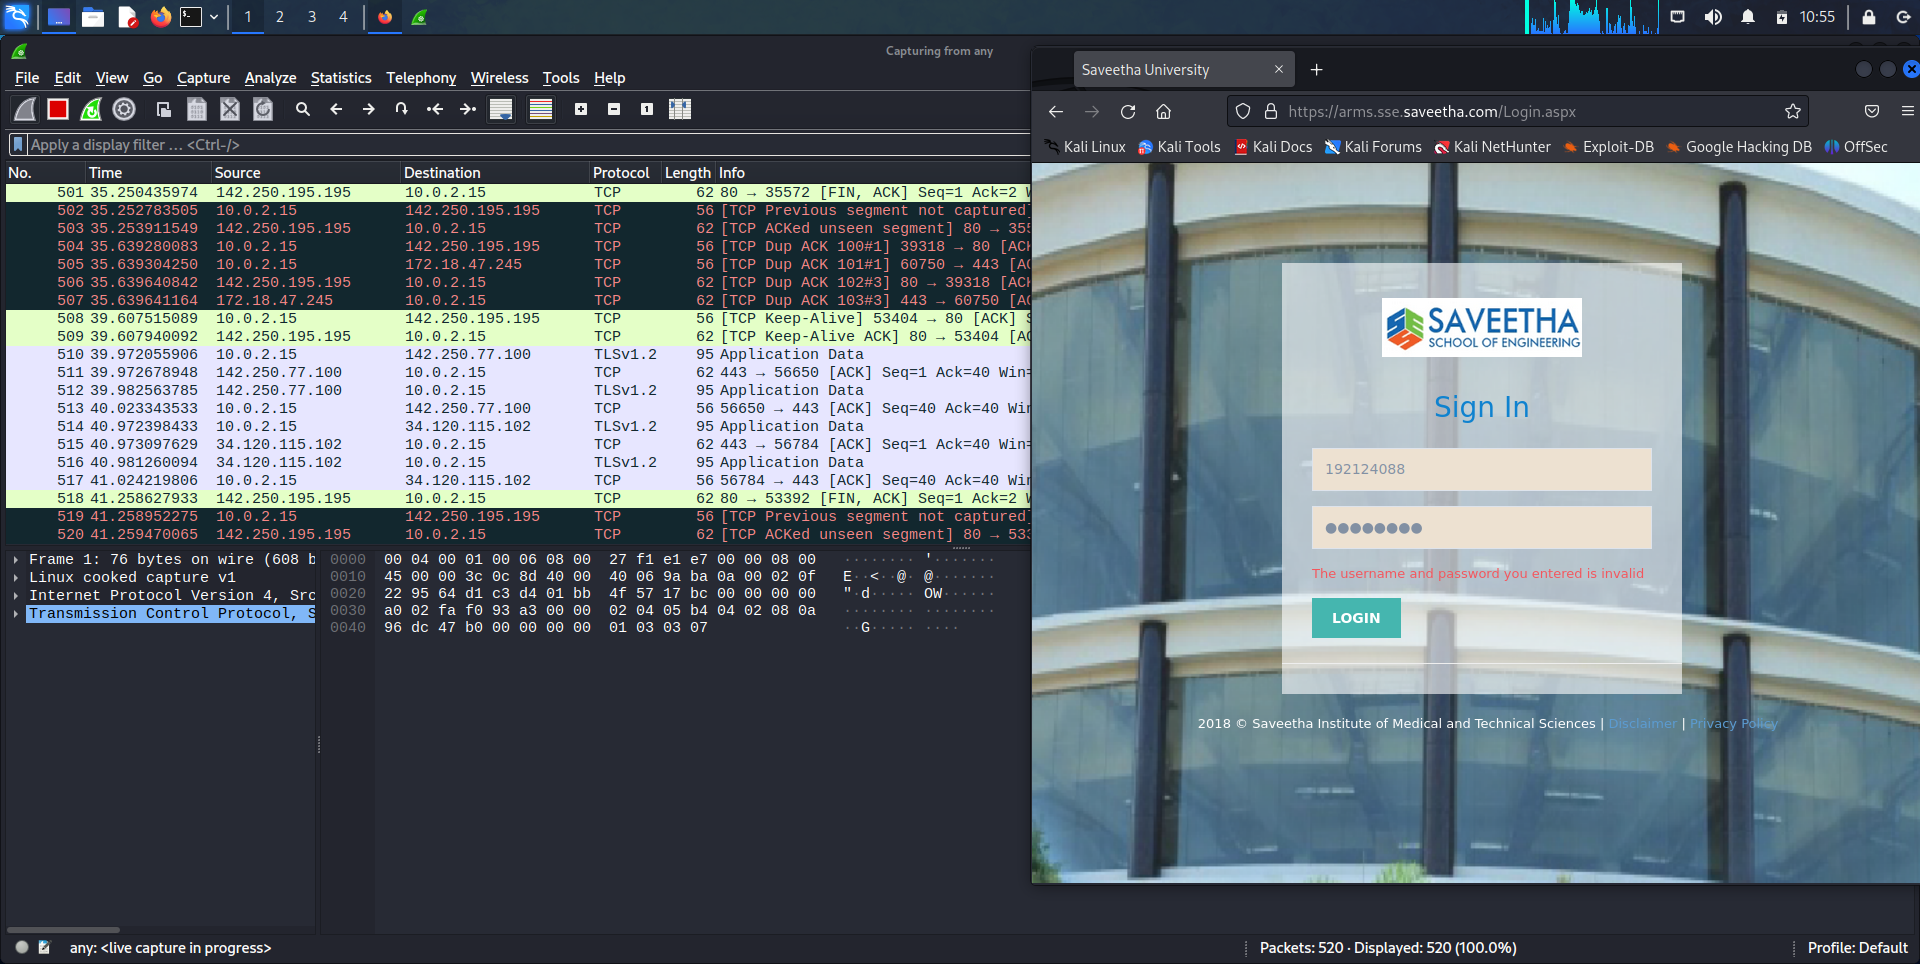 1 2 3 4
10:55
Capturing from any
File Edit View Go Capture Analyze Statistics Telephony Wireless Tools Help
Apply a display filter … <Ctrl-/>
No. Time Source Destination Protocol Length Info
501 35.250435974 142.250.195.195 10.0.2.15 TCP 62 80 → 35572 [FIN, ACK] Seq=1 Ack=2 W
502 35.252783505 10.0.2.15 142.250.195.195 TCP 56 [TCP Previous segment not captured]
503 35.253911549 142.250.195.195 10.0.2.15 TCP 62 [TCP ACKed unseen segment] 80 → 355
504 35.639280083 10.0.2.15 142.250.195.195 TCP 56 [TCP Dup ACK 100#1] 39318 → 80 [ACK
505 35.639304250 10.0.2.15 172.18.47.245 TCP 56 [TCP Dup ACK 101#1] 60750 → 443 [AC
506 35.639640842 142.250.195.195 10.0.2.15 TCP 62 [TCP Dup ACK 102#3] 80 → 39318 [ACK
507 35.639641164 172.18.47.245 10.0.2.15 TCP 62 [TCP Dup ACK 103#3] 443 → 60750 [AC
508 39.607515089 10.0.2.15 142.250.195.195 TCP 56 [TCP Keep-Alive] 53404 → 80 [ACK] S
509 39.607940092 142.250.195.195 10.0.2.15 TCP 62 [TCP Keep-Alive ACK] 80 → 53404 [AC
510 39.972055906 10.0.2.15 142.250.77.100 TLSv1.2 95 Application Data
511 39.972678948 142.250.77.100 10.0.2.15 TCP 62 443 → 56650 [ACK] Seq=1 Ack=40 Win=
512 39.982563785 142.250.77.100 10.0.2.15 TLSv1.2 95 Application Data
513 40.023343533 10.0.2.15 142.250.77.100 TCP 56 56650 → 443 [ACK] Seq=40 Ack=40 Win
514 40.972398433 10.0.2.15 34.120.115.102 TLSv1.2 95 Application Data
515 40.973097629 34.120.115.102 10.0.2.15 TCP 62 443 → 56784 [ACK] Seq=1 Ack=40 Win=
516 40.981260094 34.120.115.102 10.0.2.15 TLSv1.2 95 Application Data
517 41.024219806 10.0.2.15 34.120.115.102 TCP 56 56784 → 443 [ACK] Seq=40 Ack=40 Win
518 41.258627933 142.250.195.195 10.0.2.15 TCP 62 80 → 53392 [FIN, ACK] Seq=1 Ack=2 W
519 41.258952275 10.0.2.15 142.250.195.195 TCP 56 [TCP Previous segment not captured]
520 41.259470065 142.250.195.195 10.0.2.15 TCP 62 [TCP ACKed unseen segment] 80 → 533
Frame 1: 76 bytes on wire (608 b
Linux cooked capture v1
Internet Protocol Version 4, Src
Transmission Control Protocol, S
0000 00 04 00 01 00 06 08 00 27 f1 e1 e7 00 00 08 00 ········ '·······
0010 45 00 00 3c 0c 8d 40 00 40 06 9a ba 0a 00 02 0f E··<··@· @·······
0020 22 95 64 d1 c3 d4 01 bb 4f 57 17 bc 00 00 00 00 "·d····· OW······
0030 a0 02 fa f0 93 a3 00 00 02 04 05 b4 04 02 08 0a ········ ········
0040 96 dc 47 b0 00 00 00 00 01 03 03 07 ··G····· ····
any: <live capture in progress>
Packets: 520 · Displayed: 520 (100.0%)
Profile: Default
Saveetha University
https://arms.sse.saveetha.com/Login.aspx
Kali Linux Kali Tools Kali Docs Kali Forums Kali NetHunter Exploit-DB Google Hacking DB OffSec
SAVEETHA
SCHOOL OF ENGINEERING
Sign In
192124088
●●●●●●●●
The username and password you entered is invalid
LOGIN
2018 © Saveetha Institute of Medical and Technical Sciences | Disclaimer | Privacy Policy